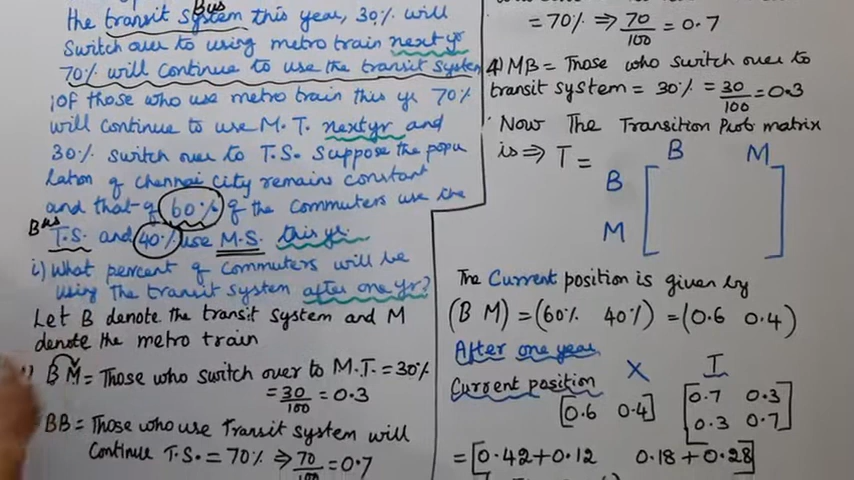 Bus
the transit system this year, 30% will
switch over to using metro train next yr
70% will continue to use the transit system
; Of those who use metro train this yr 70%
will continue to use M.T. next yr and
30% switch over to T.S. Suppose the popu
lation of Chennai City remains constant
and that of 60% of the commuters use the
Bus
T.S. and 40% use M.S. this yr.
i) What percent of commuters will be
using the transit system after one yr?
Let B denote the transit system and M
denote the metro train
BM = Those who switch over to M.T. = 30%
= 30/100 = 0.3
BB = Those who use Transit system will
Continue T.S. = 70% ⇒ 70/100 = 0.7
= 70% ⇒ 70/100 = 0.7
4) MB = Those who switch over to
transit system = 30% = 30/100 = 0.3
Now The Transition Prob matrix
is ⇒ T =
B M
B
M
The Current position is given by
(B M) = (60% 40%) = (0.6 0.4)
After one year
Current position X T
[0.6 0.4] [0.7 0.3
0.3 0.7]
= [0.42+0.12 0.18+0.28]